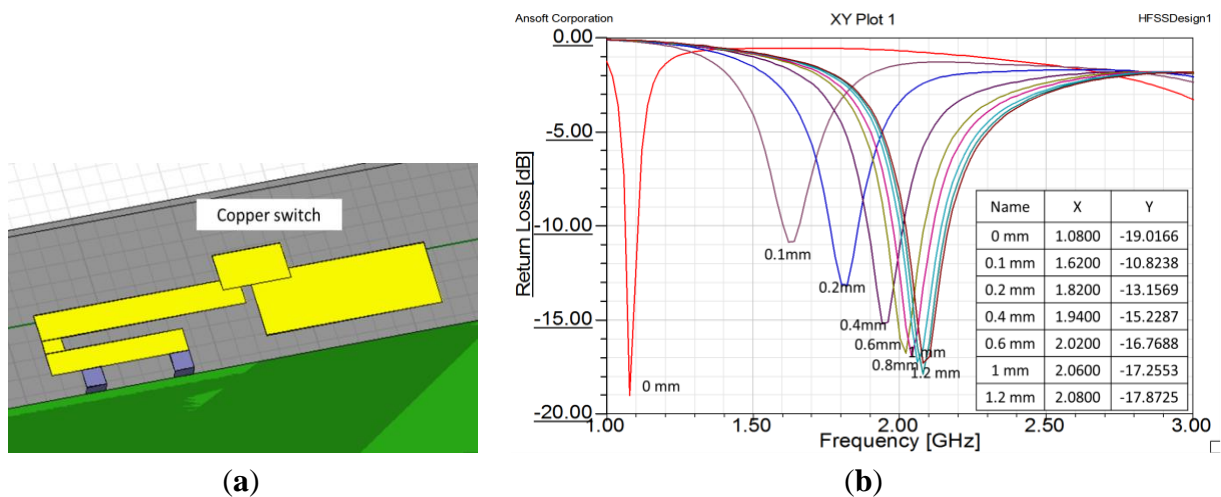 Copper switch
(a)
Ansoft Corporation XY Plot 1 HFSSDesign1
0.00
-5.00
-10.00
-15.00
-20.00
Return Loss [dB]
1.00 1.50 2.00 2.50 3.00
Frequency [GHz]
0.1mm
0.2mm
0.4mm
0.6mm
0.8mm
1 mm
1.2 mm
0 mm
Name X Y
0 mm 1.0800 -19.0166
0.1 mm 1.6200 -10.8238
0.2 mm 1.8200 -13.1569
0.4 mm 1.9400 -15.2287
0.6 mm 2.0200 -16.7688
1 mm 2.0600 -17.2553
1.2 mm 2.0800 -17.8725
(b)